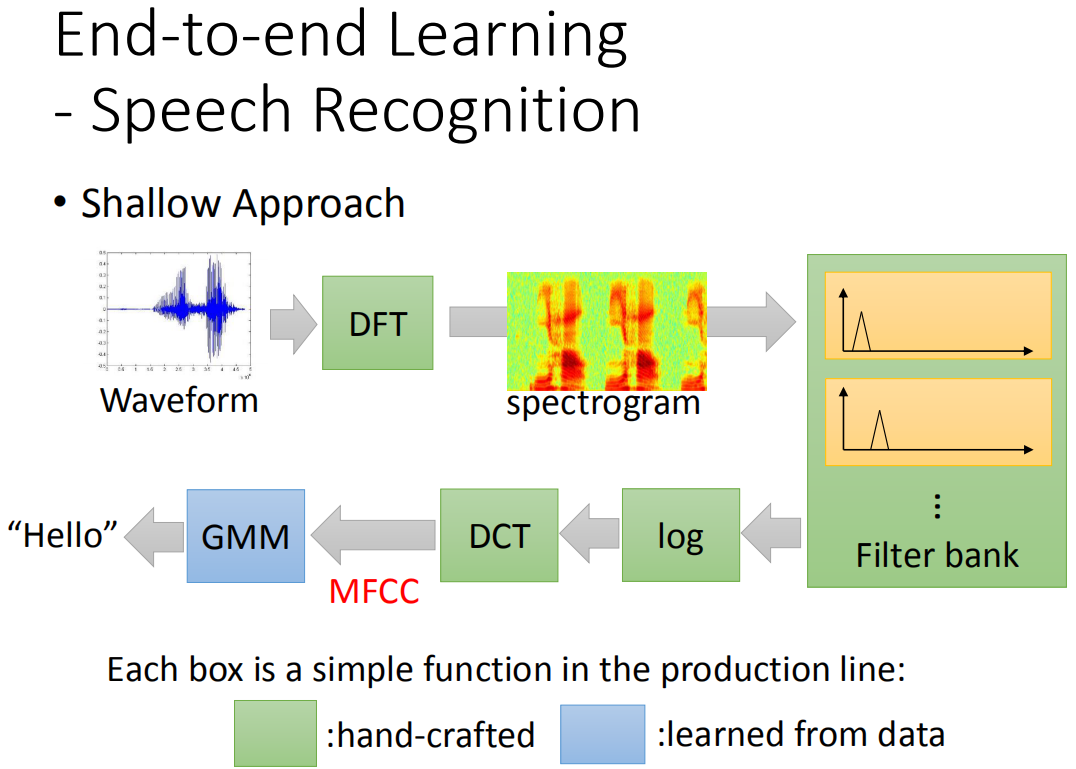 End-to-end Learning
- Speech Recognition
• Shallow Approach
DFT
Waveform
spectrogram
Filter bank
"Hello"
GMM
MFCC
DCT
log
Each box is a simple function in the production line:
:hand-crafted
:learned from data